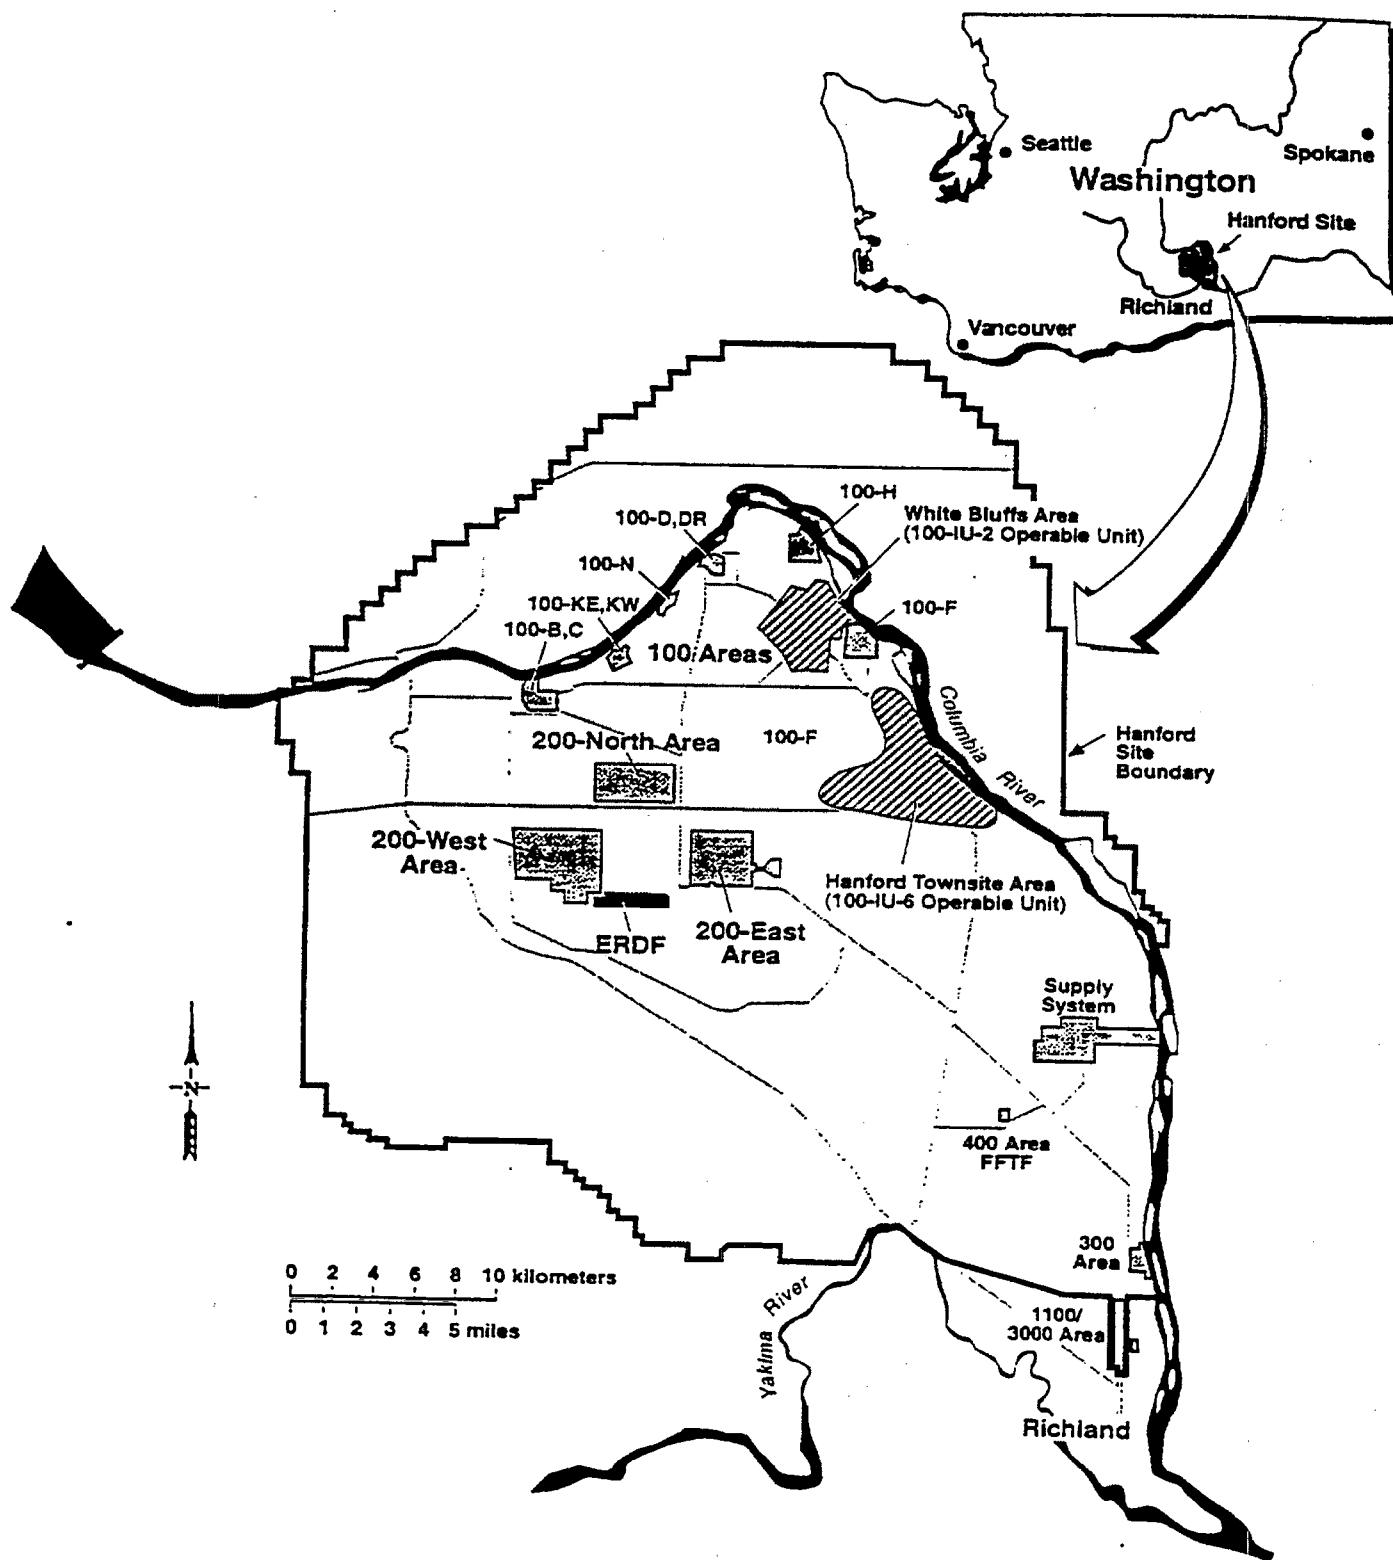 Seattle
Spokane
Washington
Hanford Site
Richland
Vancouver
100-H
White Bluffs Area
(100-IU-2 Operable Unit)
100-D,DR
100-N
100-KE,KW
100-B,C
100-F
100 Areas
Columbia River
200-North Area
100-F
Hanford
Site
Boundary
200-West
Area
Hanford Townsite Area
(100-IU-6 Operable Unit)
ERDF
200-East
Area
Supply
System
N
400 Area
FFTF
300
Area
0 2 4 6 8 10 kilometers
0 1 2 3 4 5 miles
Yakima River
1100/
3000 Area
Richland